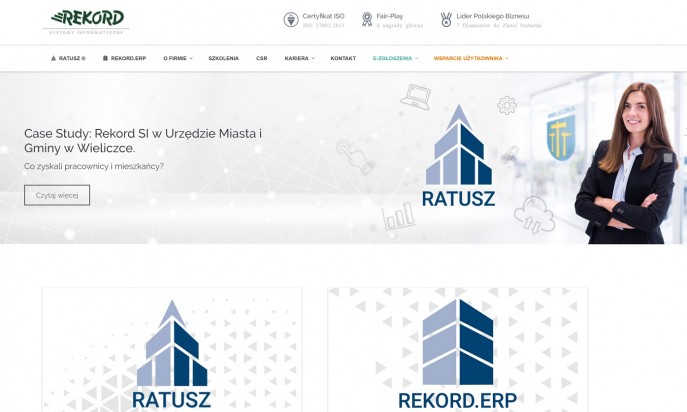 REKORD
SYSTEMY INFORMATYCZNE
Certyfikat ISO
ISO 27001:2013
Fair-Play
4 nagrody główne
Lider Polskiego Biznesu
7 Diamentów do Złotej Statuetki
RATUSZ ®
REKORD.ERP
O FIRMIE
SZKOLENIA
CSR
KARIERA
KONTAKT
E-ZGŁOSZENIA
WSPARCIE UŻYTKOWNIKA
Case Study: Rekord SI w Urzędzie Miasta i
Gminy w Wieliczce.
Co zyskali pracownicy i mieszkańcy?
Czytaj więcej
RATUSZ
WIELICZKA
RATUSZ
REKORD.ERP